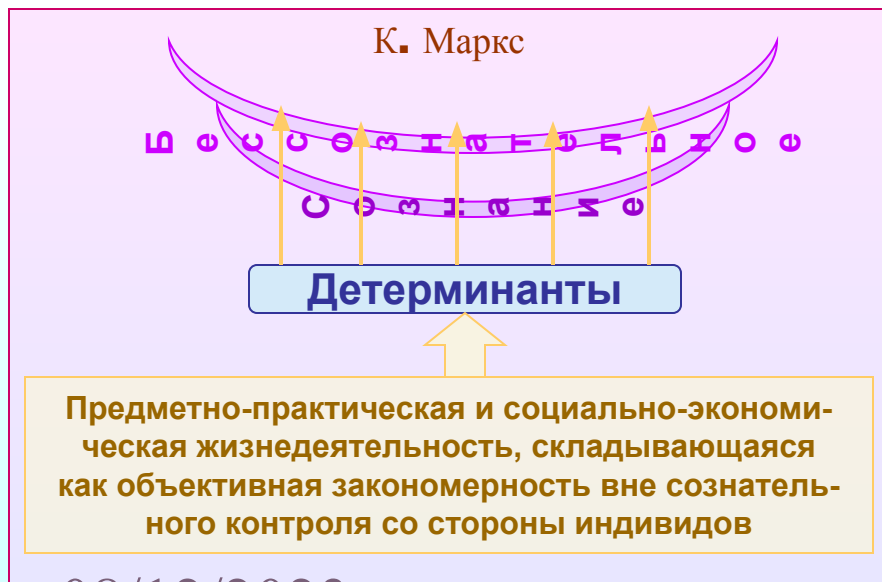 К. Маркс
Бессознательное
Сознание
Детерминанты
Предметно-практическая и социально-экономи-
ческая жизнедеятельность, складывающаяся
как объективная закономерность вне сознатель-
ного контроля со стороны индивидов